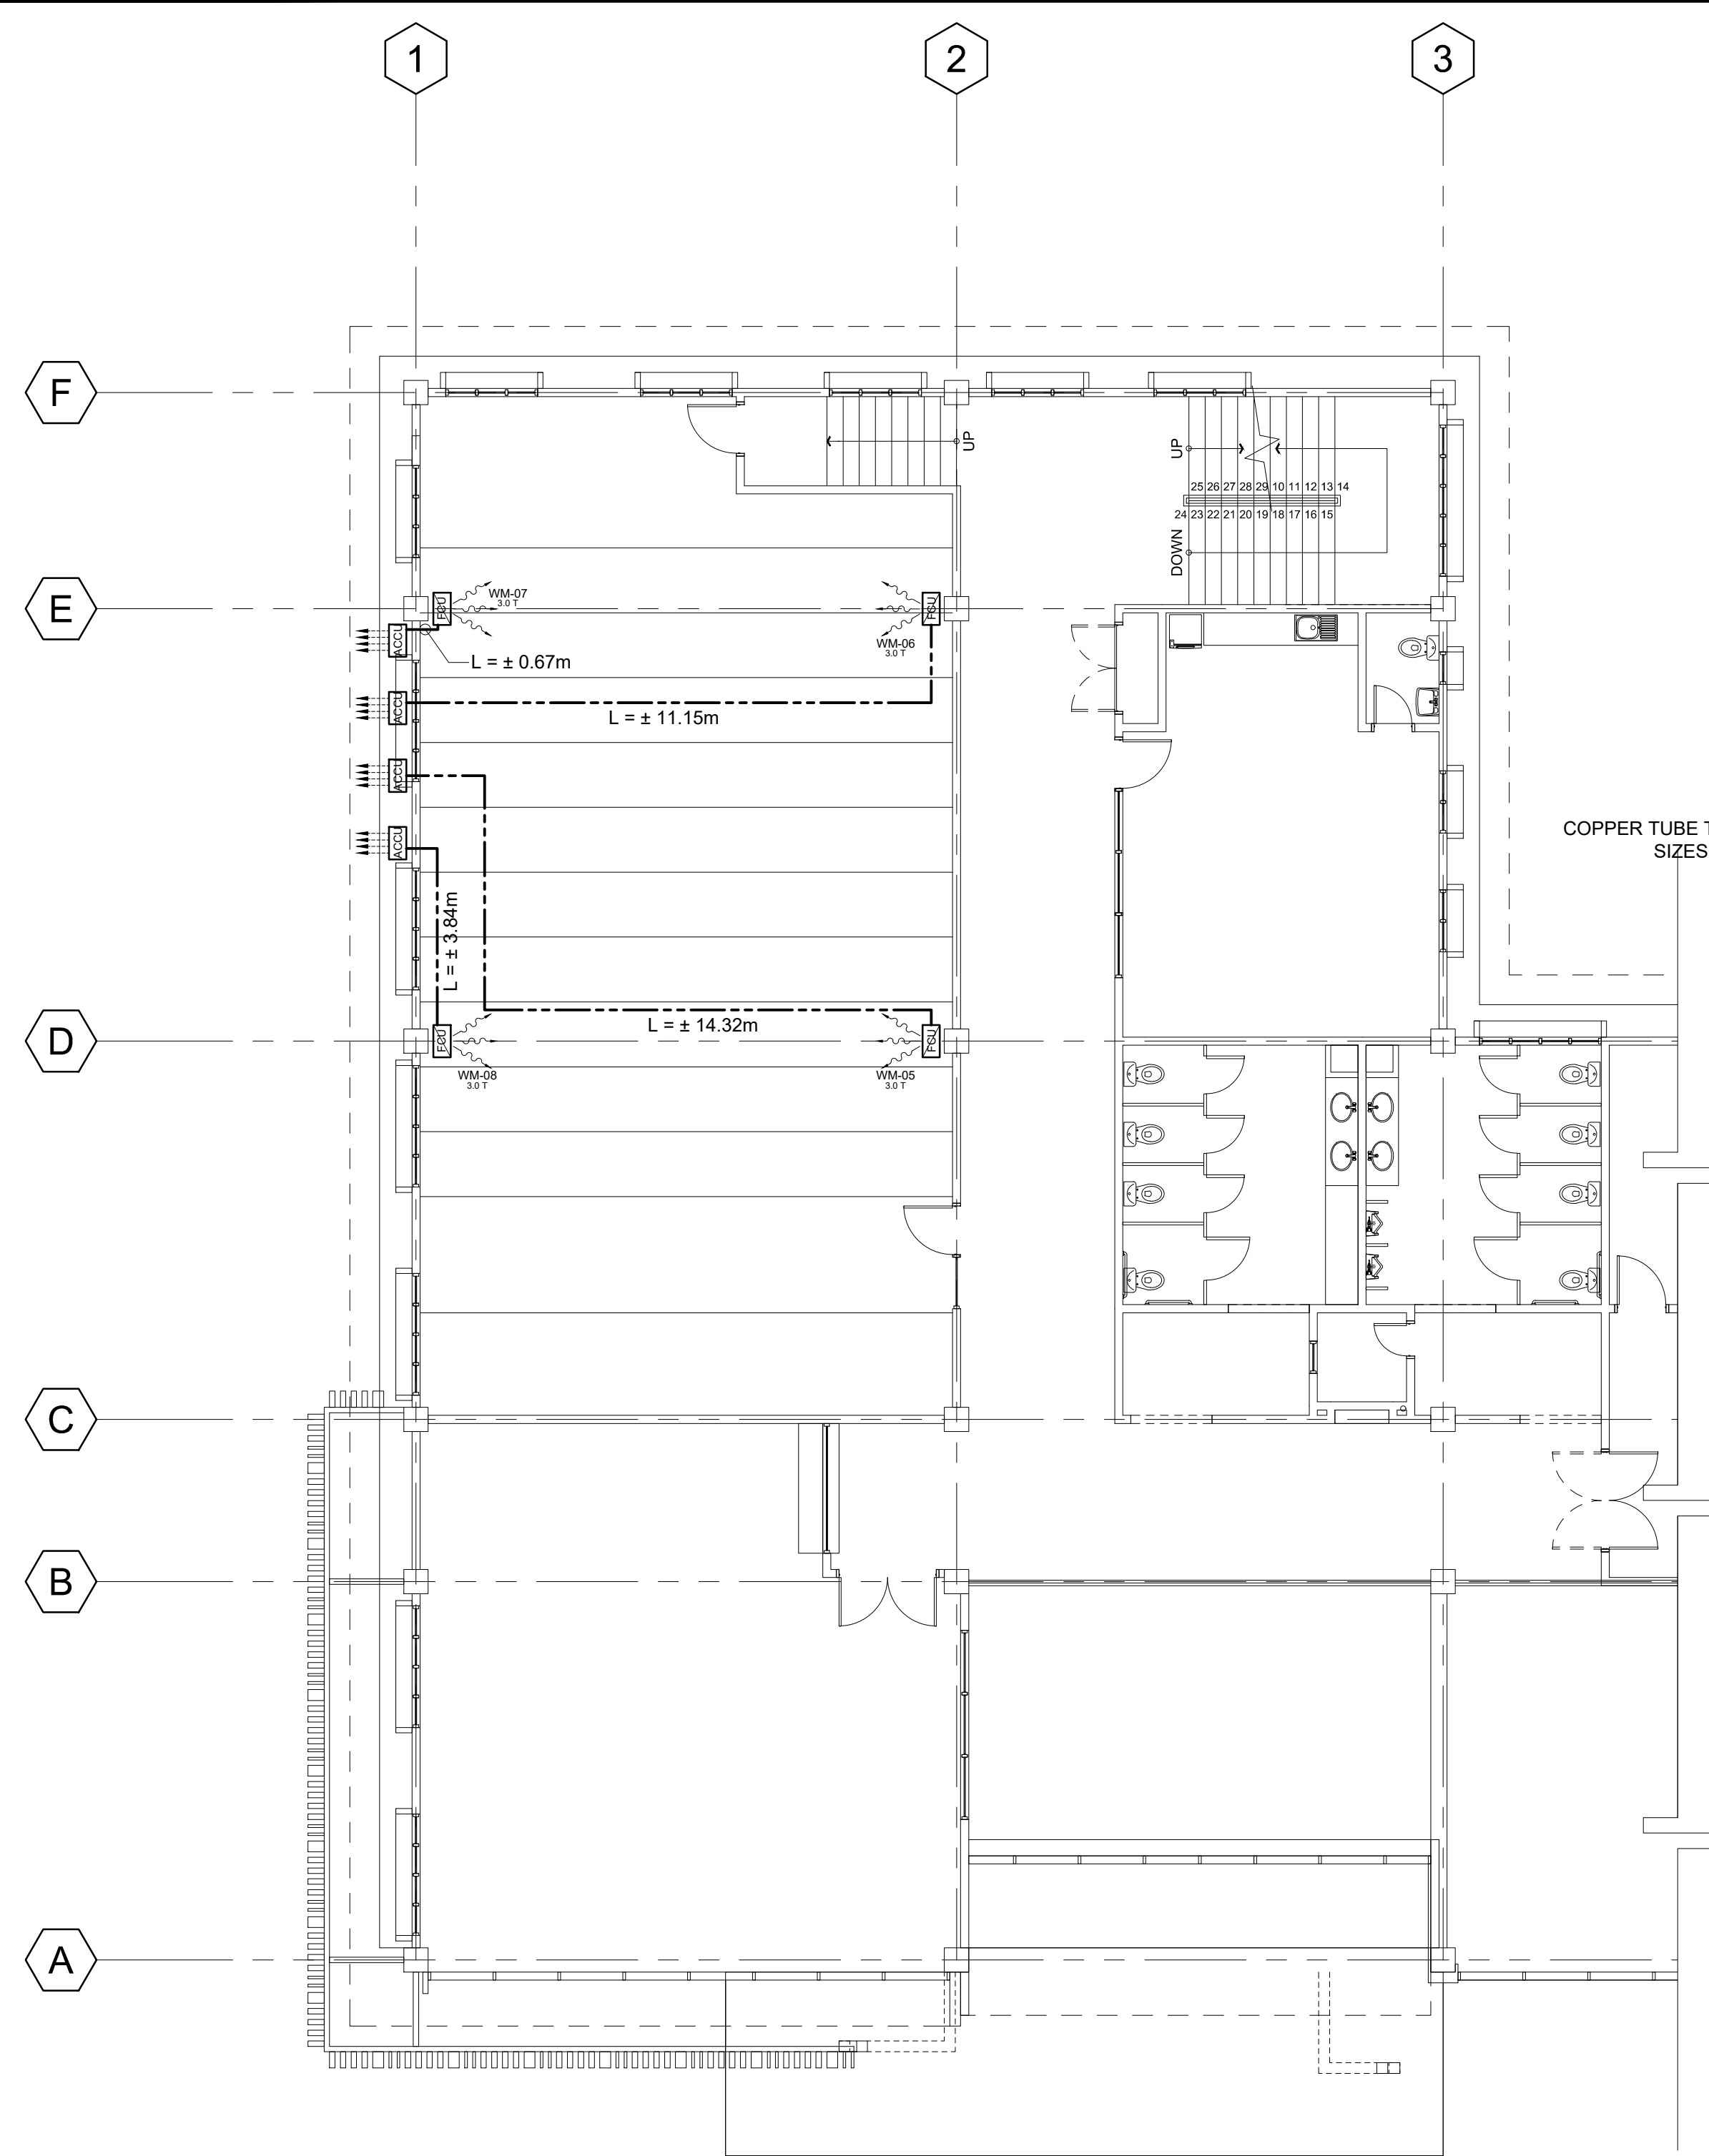 1
2
3
F
UP
UP
25 26 27 28 29 10 11 12 13 14
24 23 22 21 20 19 18 17 16 15
DOWN
E
FCU
WM-07
3.0 T
FCU
WM-06
3.0 T
ACCU
L = ± 0.67m
ACCU
L = ± 11.15m
ACCU
ACCU
COPPER TUBE T
SIZES
L = ± 3.84m
L = ± 14.32m
D
FCU
WM-08
3.0 T
FCU
WM-05
3.0 T
C
B
A